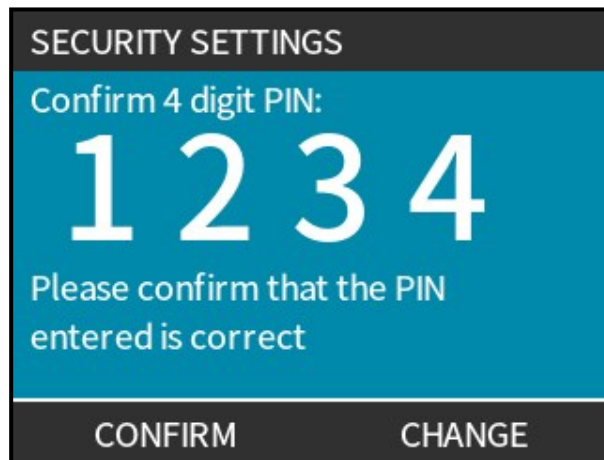 SECURITY SETTINGS
Confirm 4 digit PIN:
1 2 3 4
Please confirm that the PIN
entered is correct
CONFIRM CHANGE